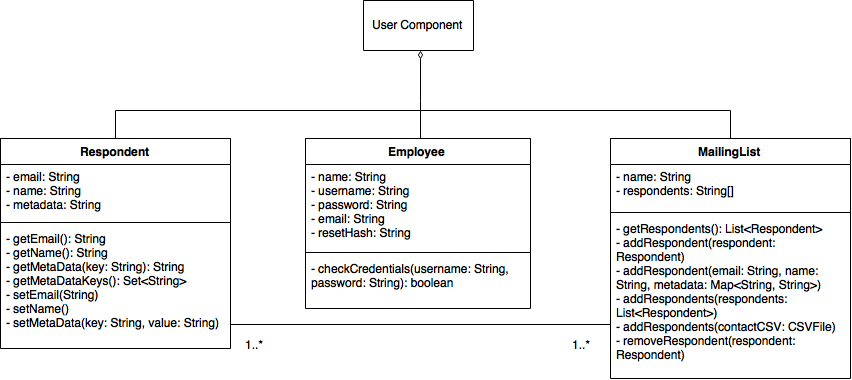 User Component
Respondent
- email: String
- name: String
- metadata: String
- getEmail(): String
- getName(): String
- getMetaData(key: String): String
- getMetaDataKeys(): Set<String>
- setEmail(String)
- setName()
- setMetaData(key: String, value: String)
Employee
- name: String
- username: String
- password: String
- email: String
- resetHash: String
- checkCredentials(username: String,
password: String): boolean
MailingList
- name: String
- respondents: String[]
- getRespondents(): List<Respondent>
- addRespondent(respondent:
Respondent)
- addRespondent(email: String, name:
String, metadata: Map<String, String>)
- addRespondents(respondents:
List<Respondent>)
- addRespondents(contactCSV: CSVFile)
- removeRespondent(respondent:
Respondent)
1..*
1..*